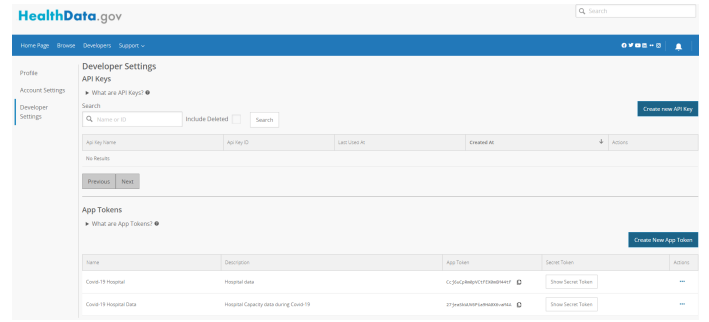 HealthData.gov
Search
Home Page Browse Developers Support
Profile
Account Settings
Developer Settings
Developer Settings
API Keys
What are API Keys?
Search
Name or ID
Include Deleted
Search
Create new API Key
Api Key Name Api Key ID Last Used At Created At Actions
No Results
Previous Next
App Tokens
What are App Tokens?
Create New App Token
Name Description App Token Secret Token Actions
Covid-19 Hospital Hospital data Show Secret Token
Covid-19 Hospital Data Hospital Capacity data during Covid-19 Show Secret Token